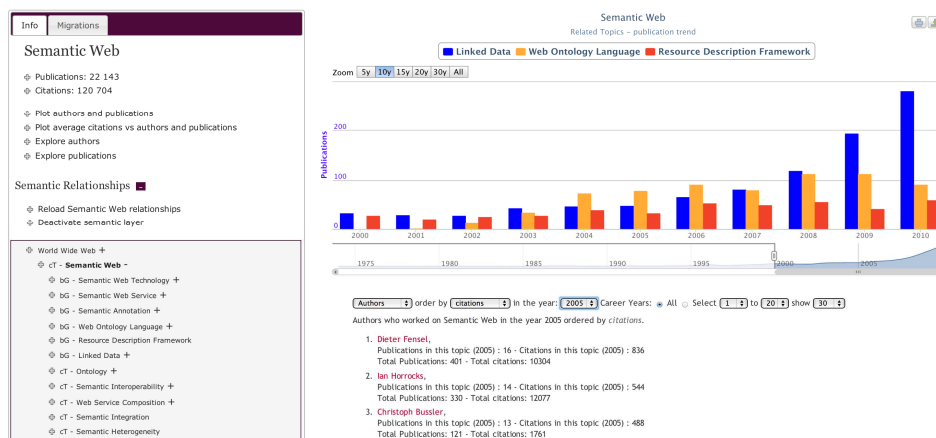 Info Migrations
Semantic Web
Publications: 22 143
Citations: 120 704
Plot authors and publications
Plot average citations vs authors and publications
Explore authors
Explore publications
Semantic Relationships -
Reload Semantic Web relationships
Deactivate semantic layer
World Wide Web +
cT - Semantic Web -
bG - Semantic Web Technology +
bG - Semantic Web Service +
bG - Semantic Annotation +
bG - Web Ontology Language +
bG - Resource Description Framework
bG - Linked Data +
cT - Ontology +
cT - Semantic Interoperability +
cT - Web Service Composition +
cT - Semantic Integration
cT - Semantic Heterogeneity
Semantic Web
Related Topics - publication trend
Linked Data Web Ontology Language Resource Description Framework
Zoom 5y 10y 15y 20y 30y All
Publications
200
100
0
2000 2001 2002 2003 2004 2005 2006 2007 2008 2009 2010
1975 1980 1985 1990 1995 2000 2005
Authors order by citations in the year: 2005 Career Years: All Select 1 to 20 show 30
Authors who worked on Semantic Web in the year 2005 ordered by citations.
1. Dieter Fensel,
Publications in this topic (2005) : 16 - Citations in this topic (2005) : 836
Total Publications: 401 - Total citations: 10304
2. Ian Horrocks,
Publications in this topic (2005) : 14 - Citations in this topic (2005) : 544
Total Publications: 330 - Total citations: 12077
3. Christoph Bussler,
Publications in this topic (2005) : 13 - Citations in this topic (2005) : 488
Total Publications: 121 - Total citations: 1761